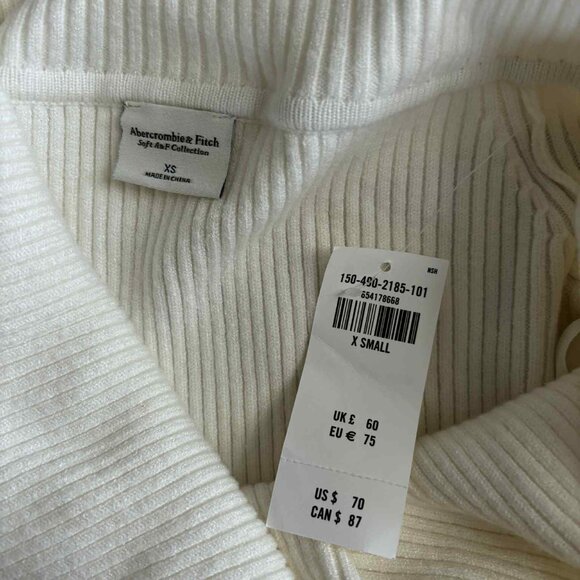 Abercrombie & Fitch
Soft A&F Collection
XS
MADE IN CHINA
NSH
150-490-2185-101
654178668
X SMALL
UK £ 60
EU € 75
US $ 70
CAN $ 87